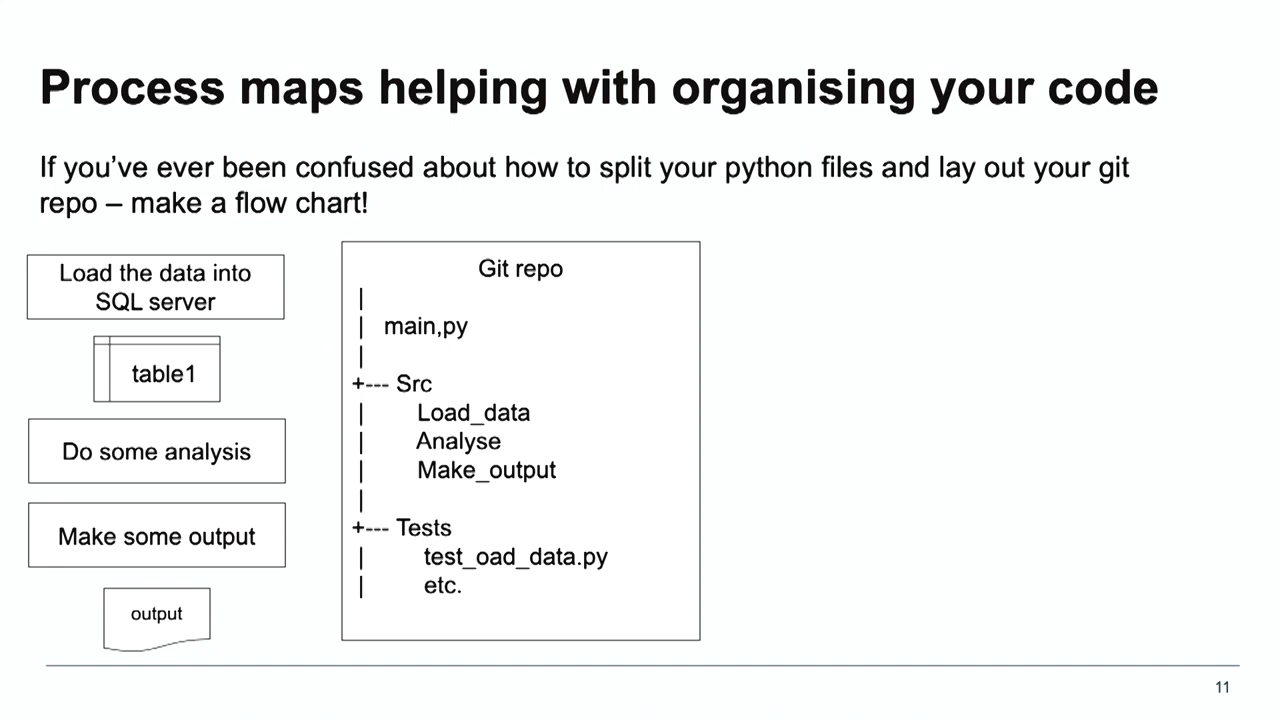 Process maps helping with organising your code
If you've ever been confused about how to split your python files and lay out your git
repo – make a flow chart!
Load the data into
SQL server
table1
Do some analysis
Make some output
output
Git repo
|
| main,py
|
+--- Src
| Load_data
| Analyse
| Make_output
|
+--- Tests
| test_oad_data.py
| etc.
11